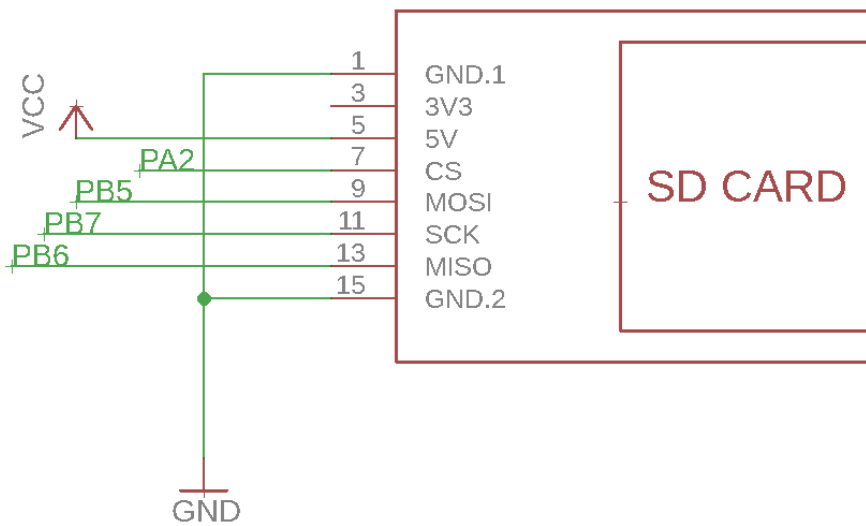 VCC
1 GND.1
3 3V3
5 5V
PA2 7 CS
PB5 9 MOSI
PB7 11 SCK
PB6 13 MISO
15 GND.2
SD CARD
GND